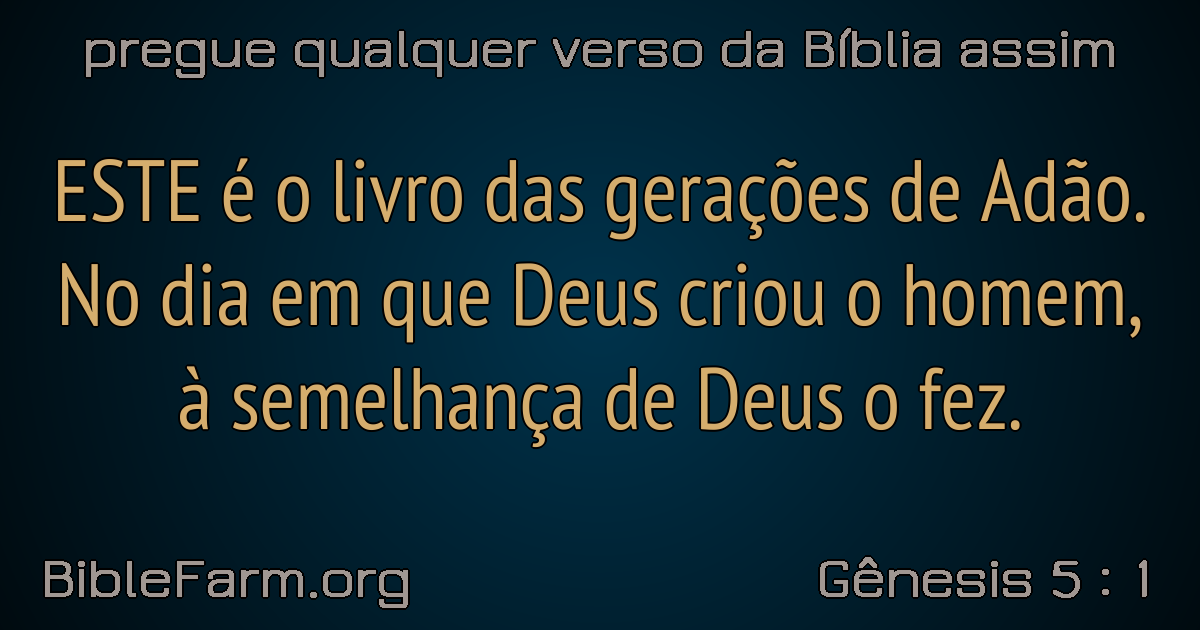 pregue qualquer verso da Bíblia assim
ESTE é o livro das gerações de Adão.
No dia em que Deus criou o homem,
à semelhança de Deus o fez.
BibleFarm.org
Gênesis 5 : 1